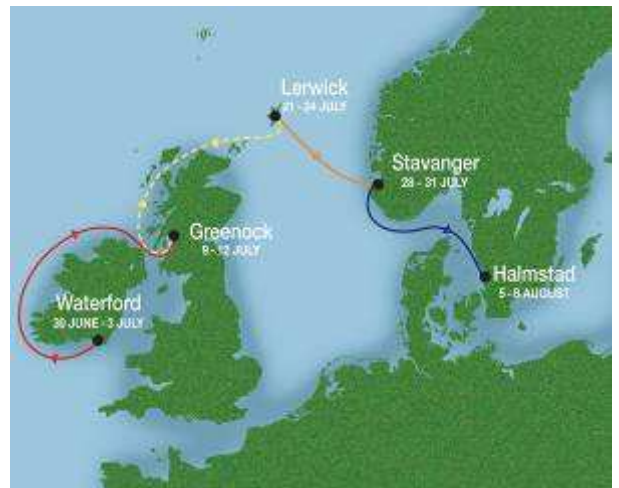 Lerwick
21 - 24 JULY
Stavanger
28 - 31 JULY
Greenock
9 - 12 JULY
Halmstad
5 - 8 AUGUST
Waterford
30 JUNE - 3 JULY